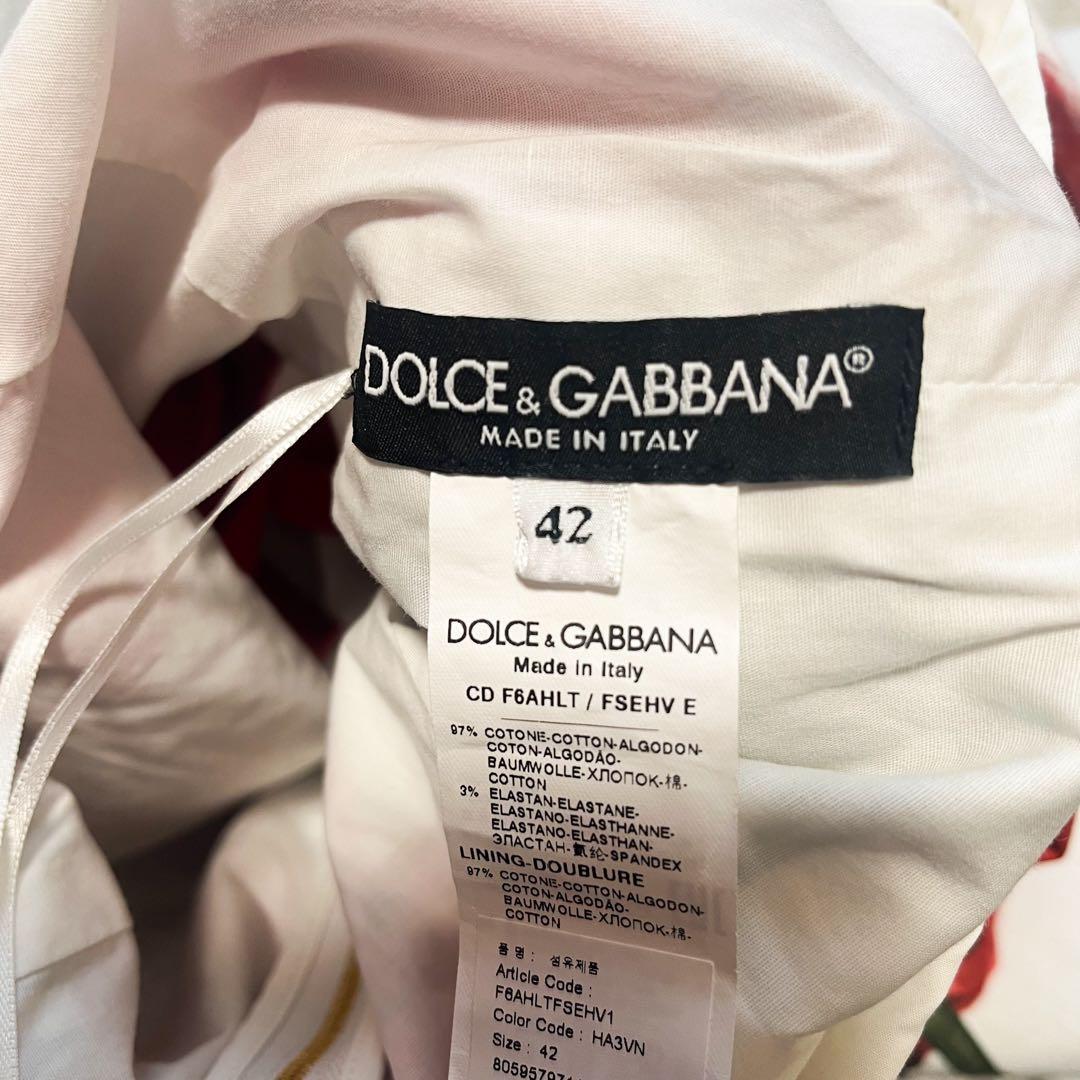 DOLCE & GABBANA®
MADE IN ITALY
42
DOLCE & GABBANA
Made in Italy
CD F6AHLT / FSEHV E
97% COTONE-COTTON-ALGODON-
COTON-ALGODÃO-
BAUMWOLLE-ХЛОПОК-棉-
COTTON
3% ELASTAN-ELASTANE-
ELASTANO-ELASTHANNE-
ELASTANO-ELASTHAN-
ЭЛАСТАН-氨纶-SPANDEX
LINING-DOUBLURE
97% COTONE-COTTON-ALGODON-
COTON-ALGODÃO-
BAUMWOLLE-ХЛОПОК-棉-
COTTON
품 명 : 섬유제품
Article Code :
F6AHLTFSEHV1
Color Code : HA3VN
Size : 42